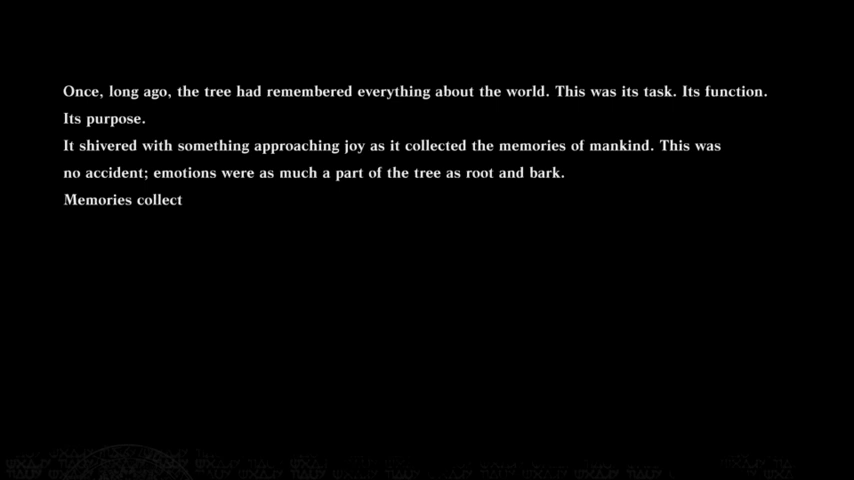 Once, long ago, the tree had remembered everything about the world. This was its task. Its function.
Its purpose.
It shivered with something approaching joy as it collected the memories of mankind. This was
no accident; emotions were as much a part of the tree as root and bark.
Memories collect